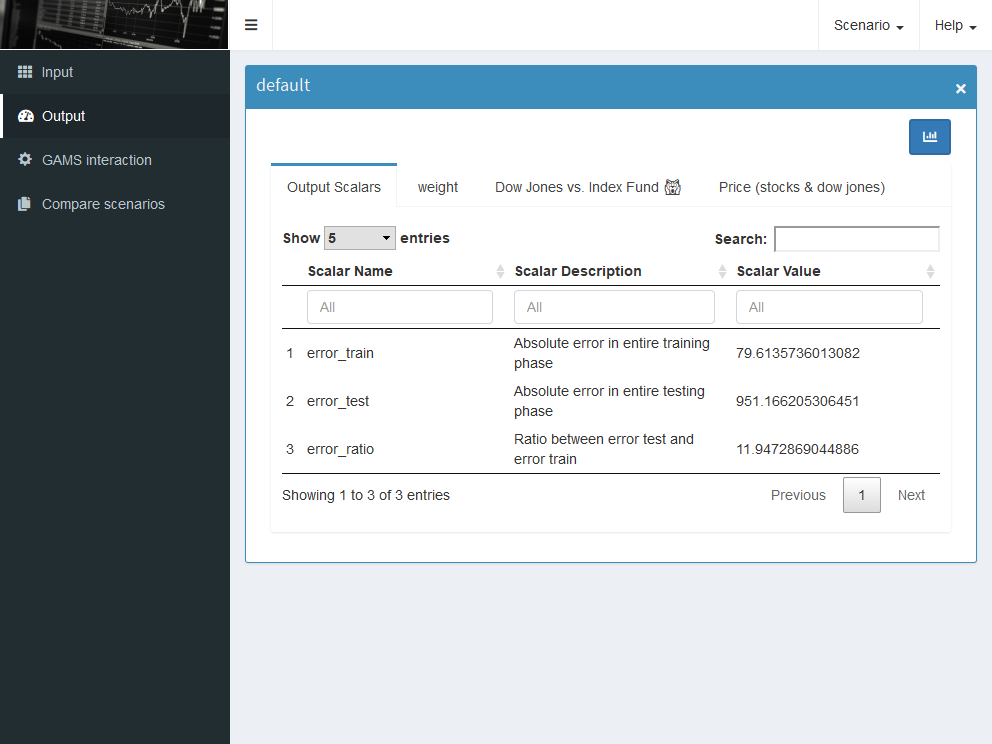 Scenario Help
Input
Output
GAMS interaction
Compare scenarios
default
Output Scalars weight Dow Jones vs. Index Fund Price (stocks & dow jones)
Show 5 entries Search:
Scalar Name Scalar Description Scalar Value
All All All
1 error_train Absolute error in entire training phase 79.6135736013082
2 error_test Absolute error in entire testing phase 951.166205306451
3 error_ratio Ratio between error test and error train 11.9472869044886
Showing 1 to 3 of 3 entries Previous 1 Next